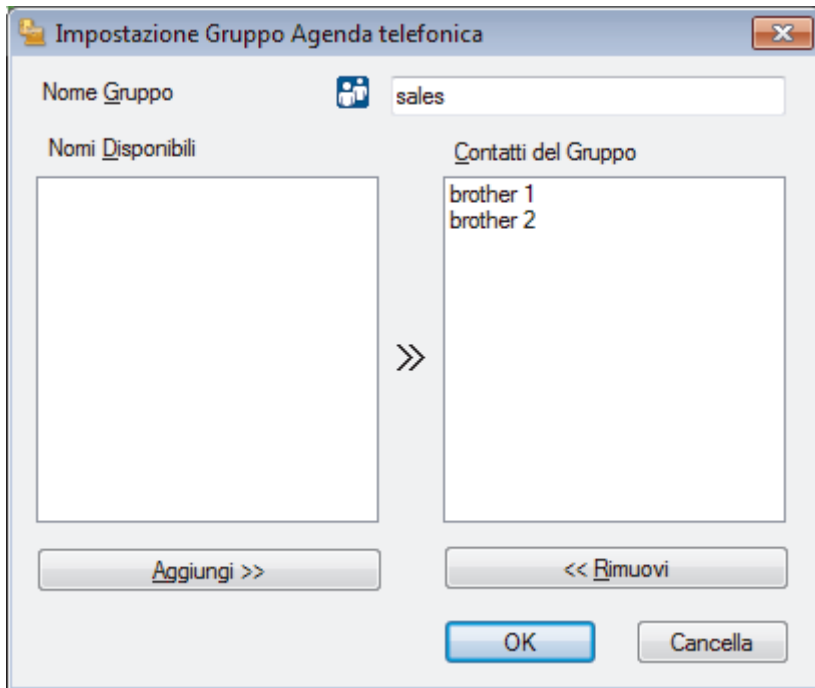 Impostazione Gruppo Agenda telefonica
Nome Gruppo
sales
Nomi Disponibili
Contatti del Gruppo
brother 1
brother 2
>>
Aggiungi >>
<< Rimuovi
OK
Cancella